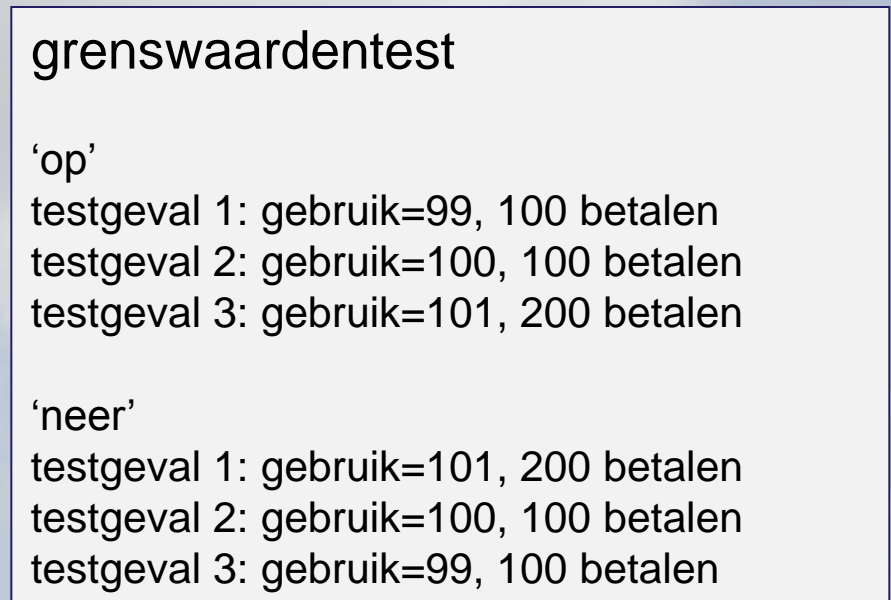 grenswaardentest
‘op’
testgeval 1: gebruik=99, 100 betalen
testgeval 2: gebruik=100, 100 betalen
testgeval 3: gebruik=101, 200 betalen
‘neer’
testgeval 1: gebruik=101, 200 betalen
testgeval 2: gebruik=100, 100 betalen
testgeval 3: gebruik=99, 100 betalen